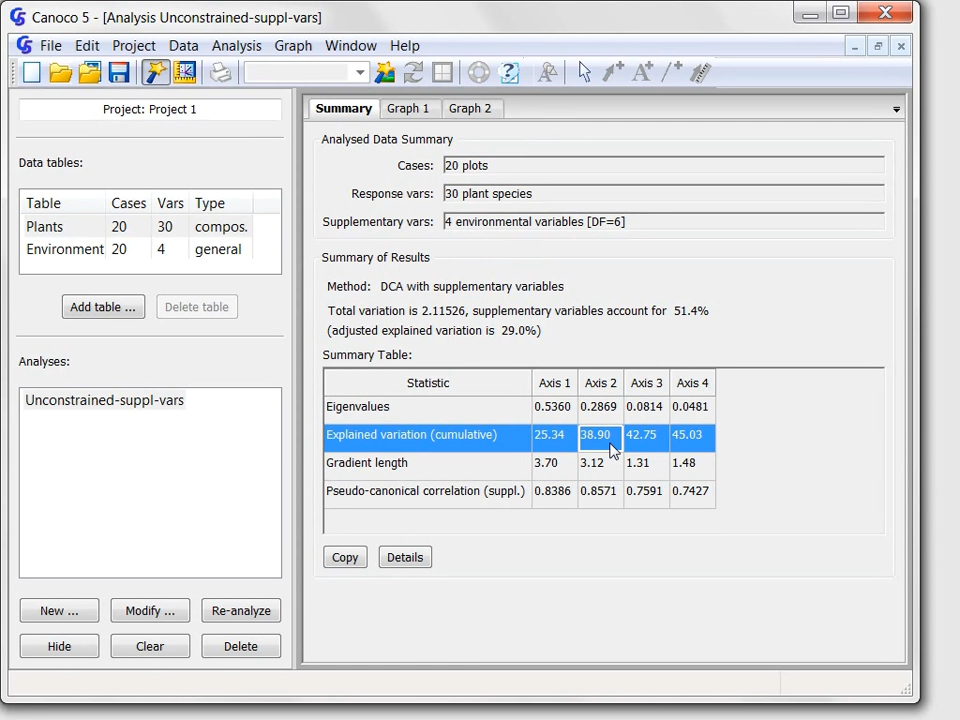 Canoco 5 - [Analysis Unconstrained-suppl-vars]
File Edit Project Data Analysis Graph Window Help
Project: Project 1
Data tables:
Table Cases Vars Type
Plants 20 30 compos.
Environment 20 4 general
Add table ... Delete table
Analyses:
Unconstrained-suppl-vars
New ... Modify ... Re-analyze
Hide Clear Delete
Summary Graph 1 Graph 2
Analysed Data Summary
Cases: 20 plots
Response vars: 30 plant species
Supplementary vars: 4 environmental variables [DF=6]
Summary of Results
Method: DCA with supplementary variables
Total variation is 2.11526, supplementary variables account for 51.4%
(adjusted explained variation is 29.0%)
Summary Table:
Statistic Axis 1 Axis 2 Axis 3 Axis 4
Eigenvalues 0.5360 0.2869 0.0814 0.0481
Explained variation (cumulative) 25.34 38.90 42.75 45.03
Gradient length 3.70 3.12 1.31 1.48
Pseudo-canonical correlation (suppl.) 0.8386 0.8571 0.7591 0.7427
Copy Details